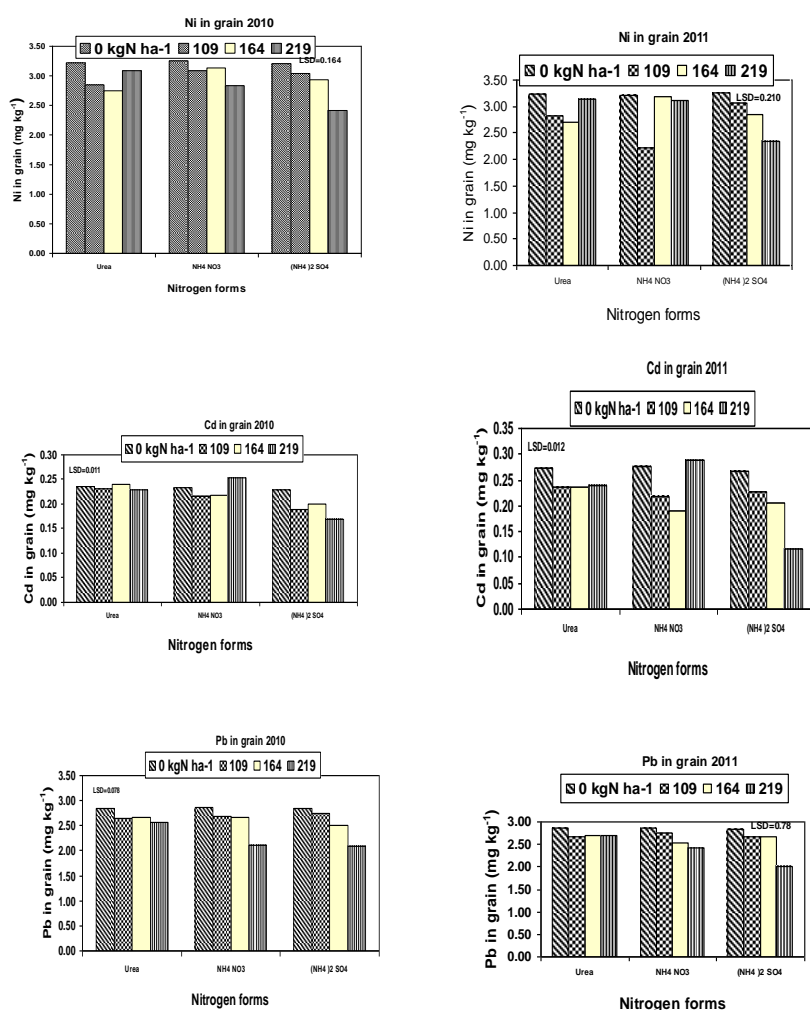 Ni in grain 2010
0 kgN ha-1 109 164 219
LSD=0.164
Ni in grain (mg kg-1)
3.50
3.00
2.50
2.00
1.50
1.00
0.50
0.00
Urea NH4 NO3 (NH4 )2 SO4
Nitrogen forms
Ni in grain 2011
0 kgN ha-1 109 164 219
LSD=0.210
Ni in grain (mg kg-1)
3.50
3.00
2.50
2.00
1.50
1.00
0.50
0.00
Urea NH4 NO3 (NH4 )2 SO4
Nitrogen forms
Cd in grain 2010
0 kgN ha-1 109 164 219
LSD=0.011
Cd in grain (mg kg-1)
0.30
0.25
0.20
0.15
0.10
0.05
0.00
Urea NH4 NO3 (NH4 )2 SO4
Nitrogen forms
Cd in grain 2011
0 kgN ha-1 109 164 219
LSD=0.012
Cd in grain (mg kg-1)
0.35
0.30
0.25
0.20
0.15
0.10
0.05
0.00
Urea NH4 NO3 (NH4 )2 SO4
Nitrogen forms
Pb in grain 2010
0 kgN ha-1 109 164 219
LSD=0.078
Pb in grain (mg kg-1)
3.50
3.00
2.50
2.00
1.50
1.00
0.50
0.00
Urea NH4 NO3 (NH4 )2 SO4
Nitrogen forms
Pb in grain 2011
0 kgN ha-1 109 164 219
LSD=0.78
Pb in grain (mg kg-1)
3.00
2.50
2.00
1.50
1.00
0.50
0.00
Urea NH4 NO3 (NH4 )2 SO4
Nitrogen forms